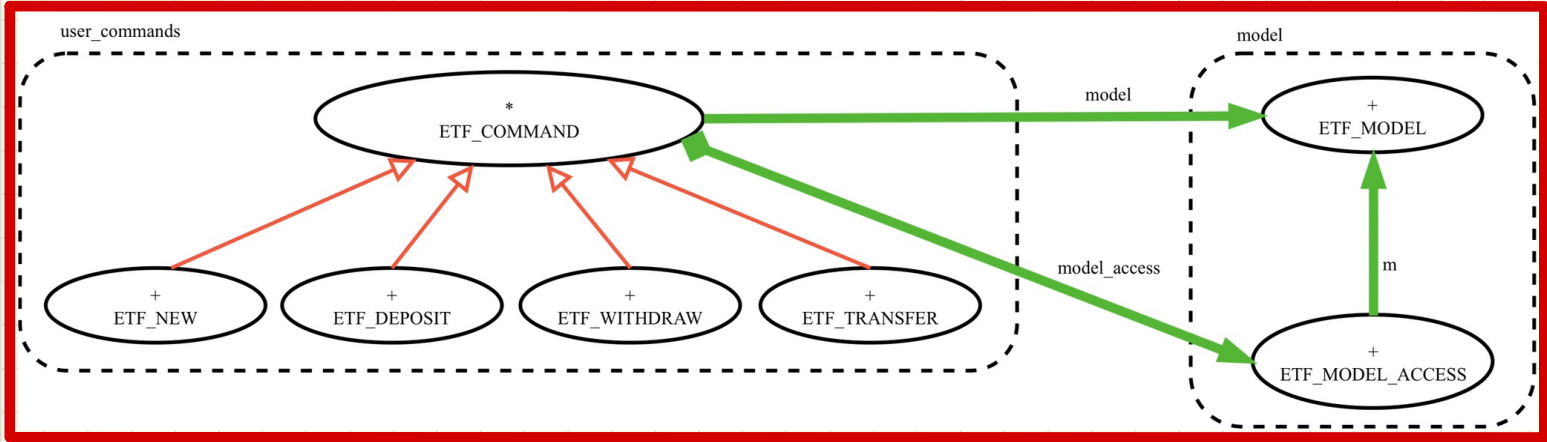 user_commands
model
*
ETF_COMMAND
model
+
ETF_MODEL
model_access
m
+
ETF_NEW
+
ETF_DEPOSIT
+
ETF_WITHDRAW
+
ETF_TRANSFER
+
ETF_MODEL_ACCESS